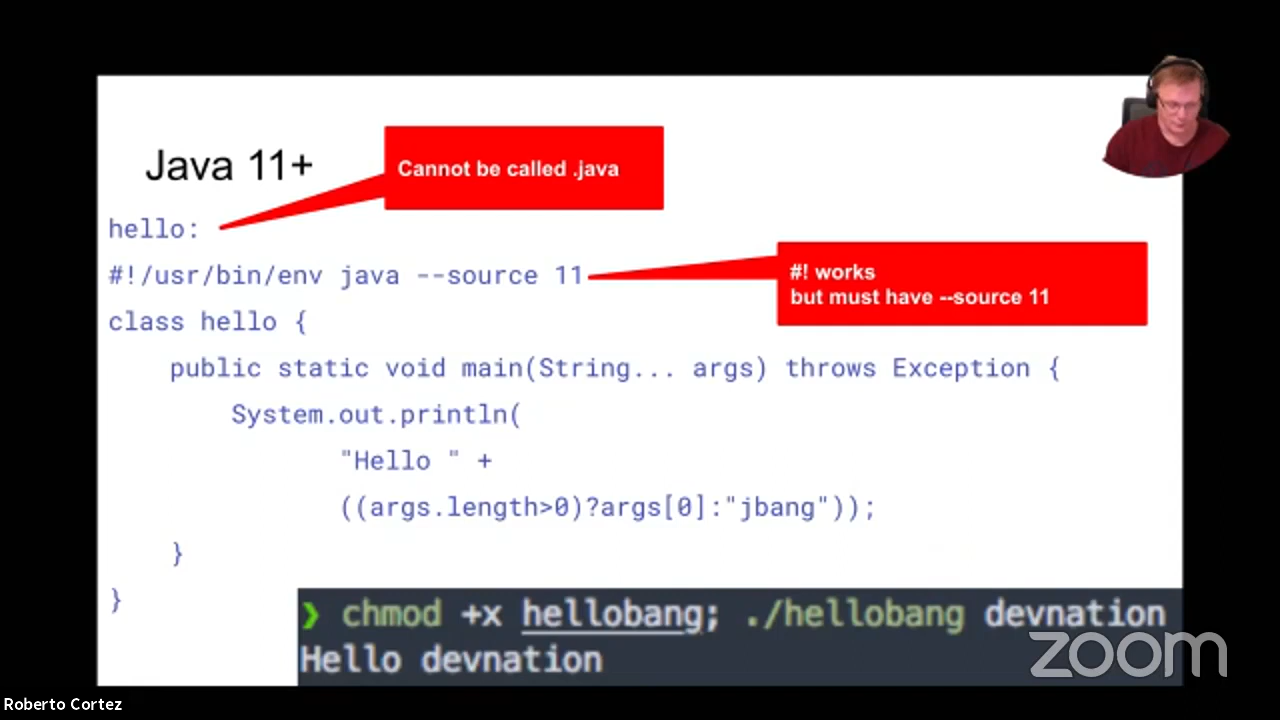 Java 11+
Cannot be called .java
hello:
#!/usr/bin/env java --source 11
#! works
but must have --source 11
class hello {
public static void main(String... args) throws Exception {
System.out.println(
"Hello " +
((args.length>0)?args[0]:"jbang"));
}
}
❯ chmod +x hellobang; ./hellobang devnation
Hello devnation
zoom
Roberto Cortez